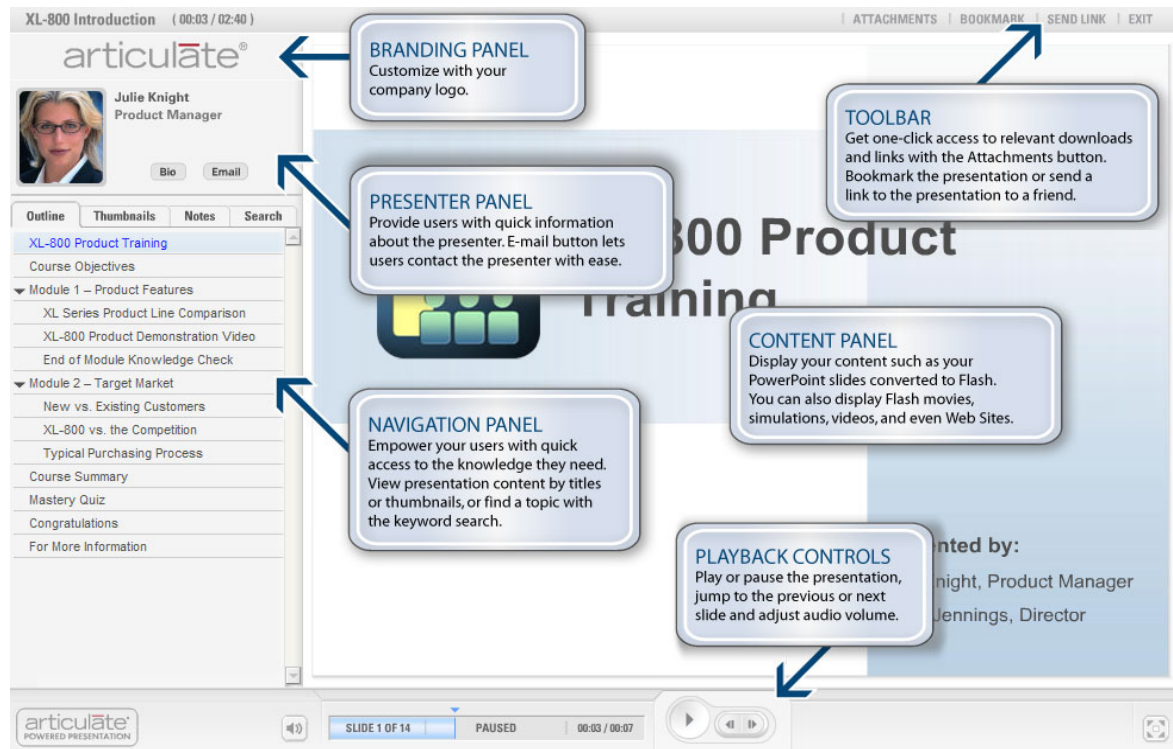 XL-800 Introduction ( 00:03 / 02:40 )
ATTACHMENTS BOOKMARK SEND LINK EXIT
articulāte®
Julie Knight
Product Manager
Bio Email
Outline Thumbnails Notes Search
XL-800 Product Training
Course Objectives
Module 1 – Product Features
XL Series Product Line Comparison
XL-800 Product Demonstration Video
End of Module Knowledge Check
Module 2 – Target Market
New vs. Existing Customers
XL-800 vs. the Competition
Typical Purchasing Process
Course Summary
Mastery Quiz
Congratulations
For More Information
BRANDING PANEL
Customize with your
company logo.
TOOLBAR
Get one-click access to relevant downloads
and links with the Attachments button.
Bookmark the presentation or send a
link to the presentation to a friend.
PRESENTER PANEL
Provide users with quick information
about the presenter. E-mail button lets
users contact the presenter with ease.
800 Product
Training
CONTENT PANEL
Display your content such as your
PowerPoint slides converted to Flash.
You can also display Flash movies,
simulations, videos, and even Web Sites.
NAVIGATION PANEL
Empower your users with quick
access to the knowledge they need.
View presentation content by titles
or thumbnails, or find a topic with
the keyword search.
PLAYBACK CONTROLS
Play or pause the presentation,
jump to the previous or next
slide and adjust audio volume.
nted by:
night, Product Manager
Jennings, Director
articulāte
POWERED PRESENTATION
SLIDE 1 OF 14 PAUSED 00:03 / 00:07